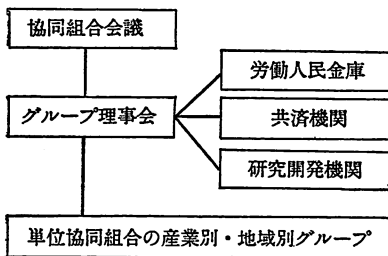 協同組合会議
労働人民金庫
グループ理事会
共済機関
研究開発機関
単位協同組合の産業別・地域別グループ